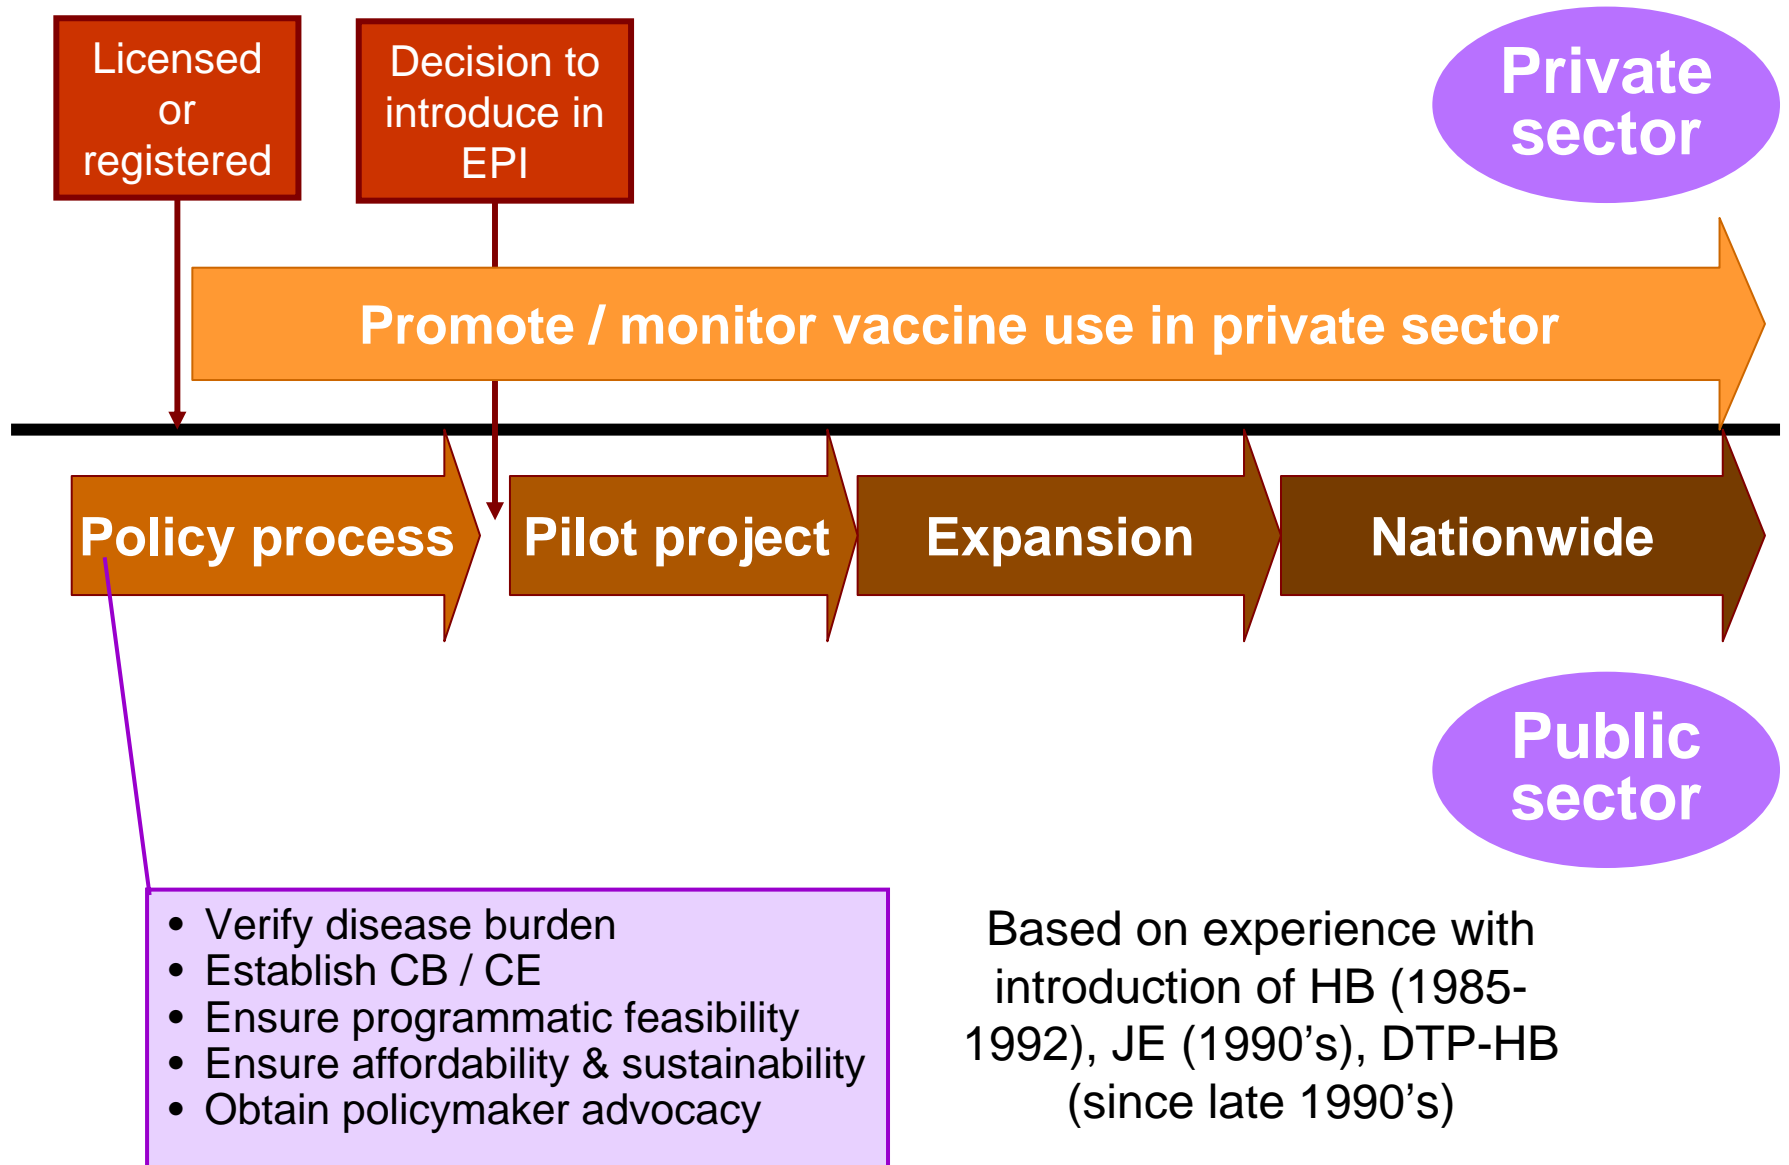 Licensed
or
registered
Decision to
introduce in
EPI
Private
sector
Promote / monitor vaccine use in private sector
Policy process
Pilot project
Expansion
Nationwide
Public
sector
• Verify disease burden
• Establish CB / CE
• Ensure programmatic feasibility
• Ensure affordability & sustainability
• Obtain policymaker advocacy
Based on experience with
introduction of HB (1985-
1992), JE (1990’s), DTP-HB
(since late 1990’s)